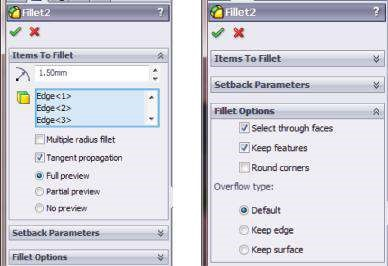 Fillet2 ?
Items To Fillet
1.50mm
Edge<1>
Edge<2>
Edge<3>
Multiple radius fillet
Tangent propagation
Full preview
Partial preview
No preview
Setback Parameters
Fillet Options
Fillet2 ?
Items To Fillet
Setback Parameters
Fillet Options
Select through faces
Keep features
Round corners
Overflow type:
Default
Keep edge
Keep surface